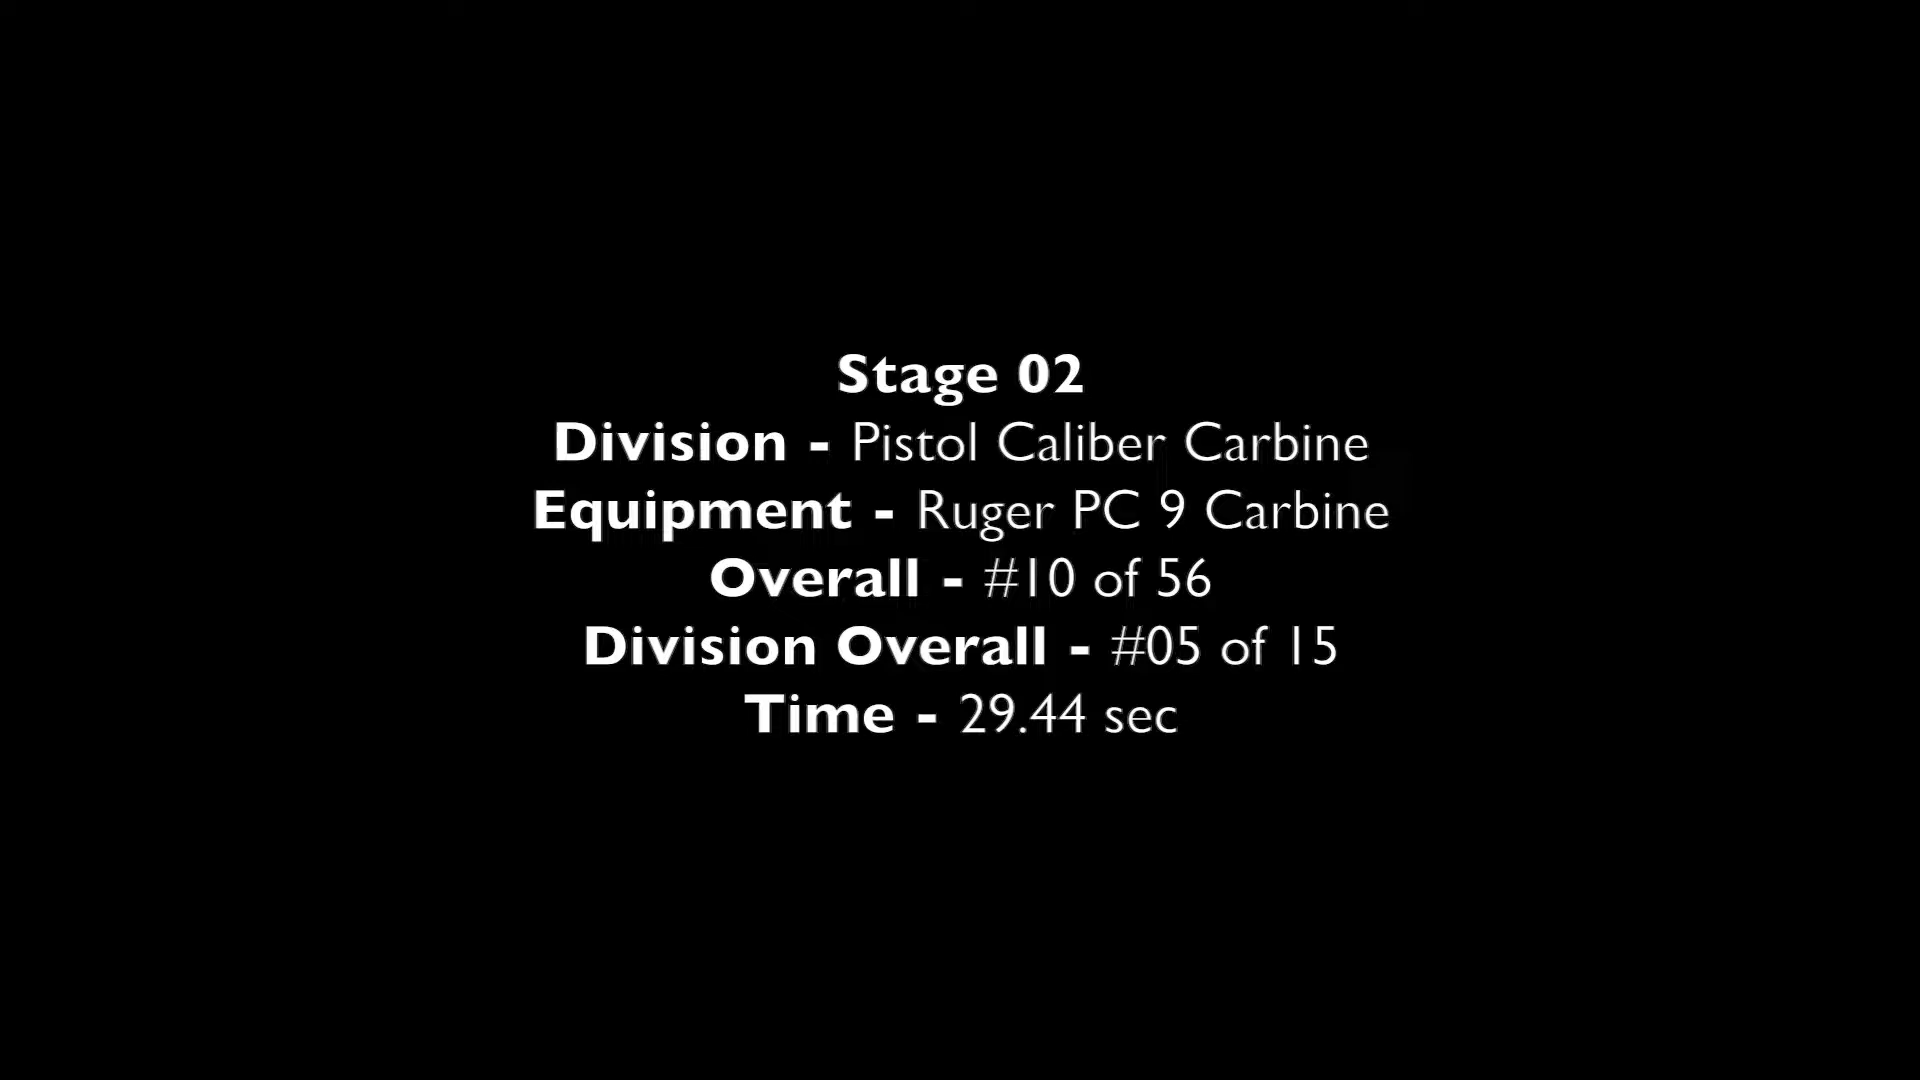 Stage 02
Division - Pistol Caliber Carbine
Equipment - Ruger PC 9 Carbine
Overall - #10 of 56
Division Overall - #05 of 15
Time - 29.44 sec